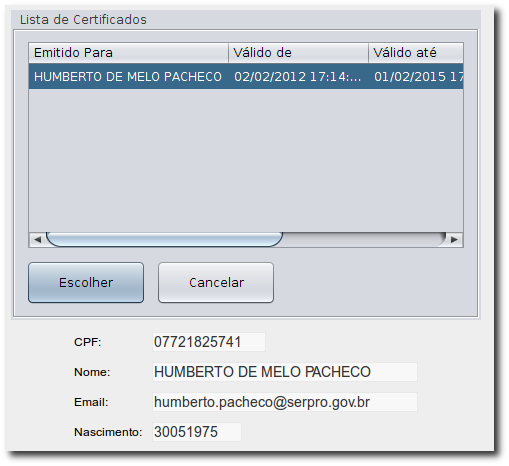 Lista de Certificados
Emitido Para Válido de Válido até
HUMBERTO DE MELO PACHECO 02/02/2012 17:14:... 01/02/2015 17
Escolher Cancelar
CPF: 07721825741
Nome: HUMBERTO DE MELO PACHECO
Email: humberto.pacheco@serpro.gov.br
Nascimento: 30051975